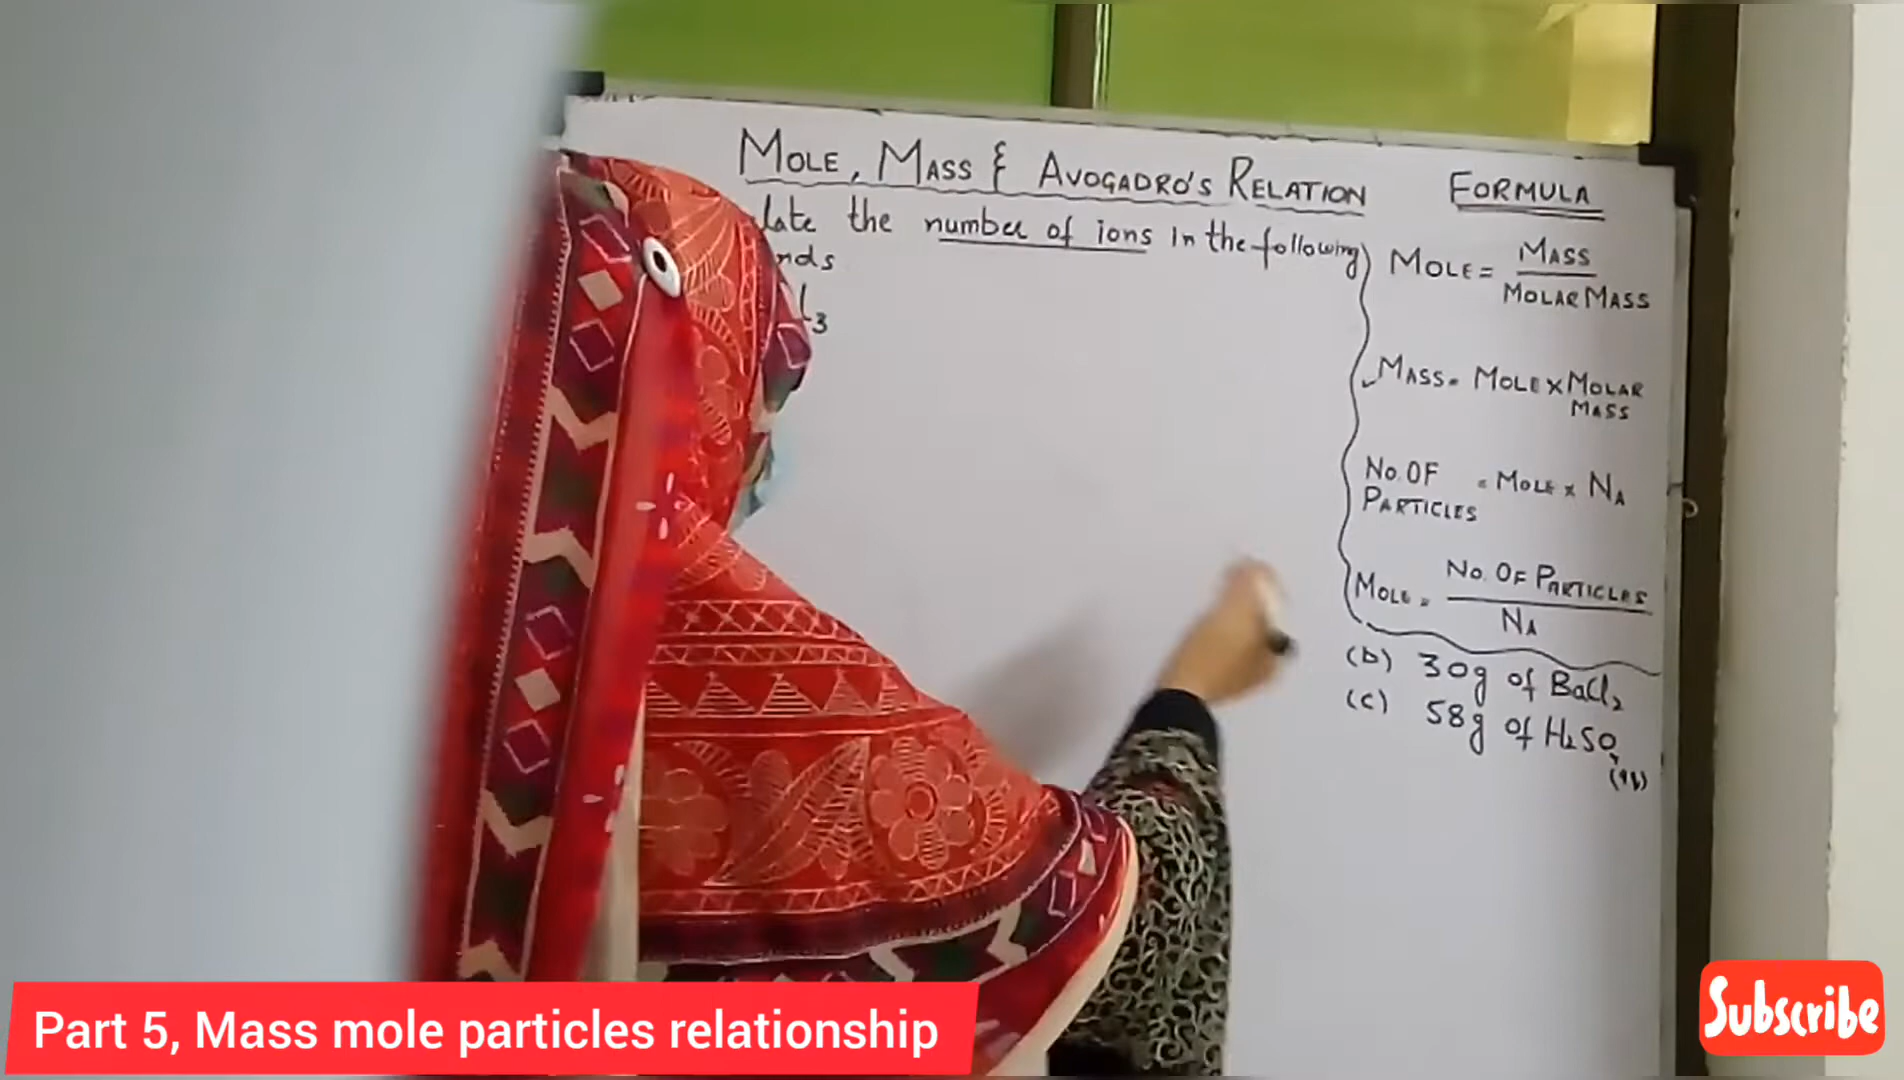 MOLE, MASS & AVOGADRO'S RELATION
late the number of ions in the following
nds
l3
FORMULA
MOLE = MASS
MOLAR MASS
MASS = MOLE x MOLAR
MASS
NO. OF
PARTICLES = MOLE x NA
MOLE = NO. OF PARTICLES
NA
(b) 30g of BaCl2
(c) 58g of H2SO4
(98)
Part 5, Mass mole particles relationship
Subscribe